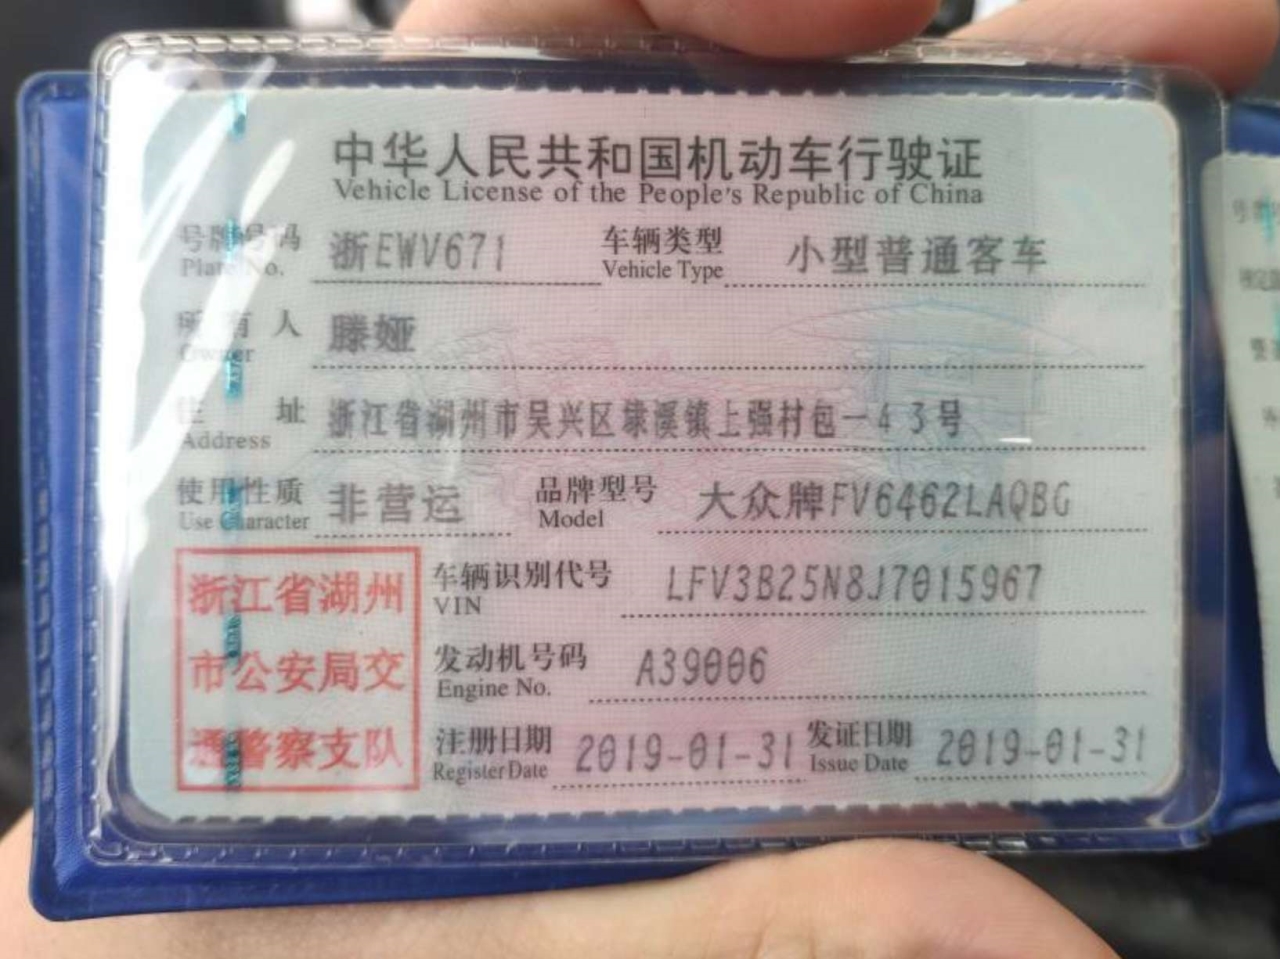 中华人民共和国机动车行驶证
Vehicle License of the People's Republic of China
号牌号码 浙EWV671 车辆类型 小型普通客车
Plate No. Vehicle Type
所有人 滕娅
Owner
住 址 浙江省湖州市吴兴区埭溪镇上强村包一43号
Address
使用性质 非营运 品牌型号 大众牌FV6462LAQBG
Use Character Model
浙江省湖州 车辆识别代号 LFV3B25N8J7015967
VIN
市公安局交 发动机号码 A39006
Engine No.
通警察支队 注册日期 2019-01-31 发证日期 2019-01-31
Register Date Issue Date